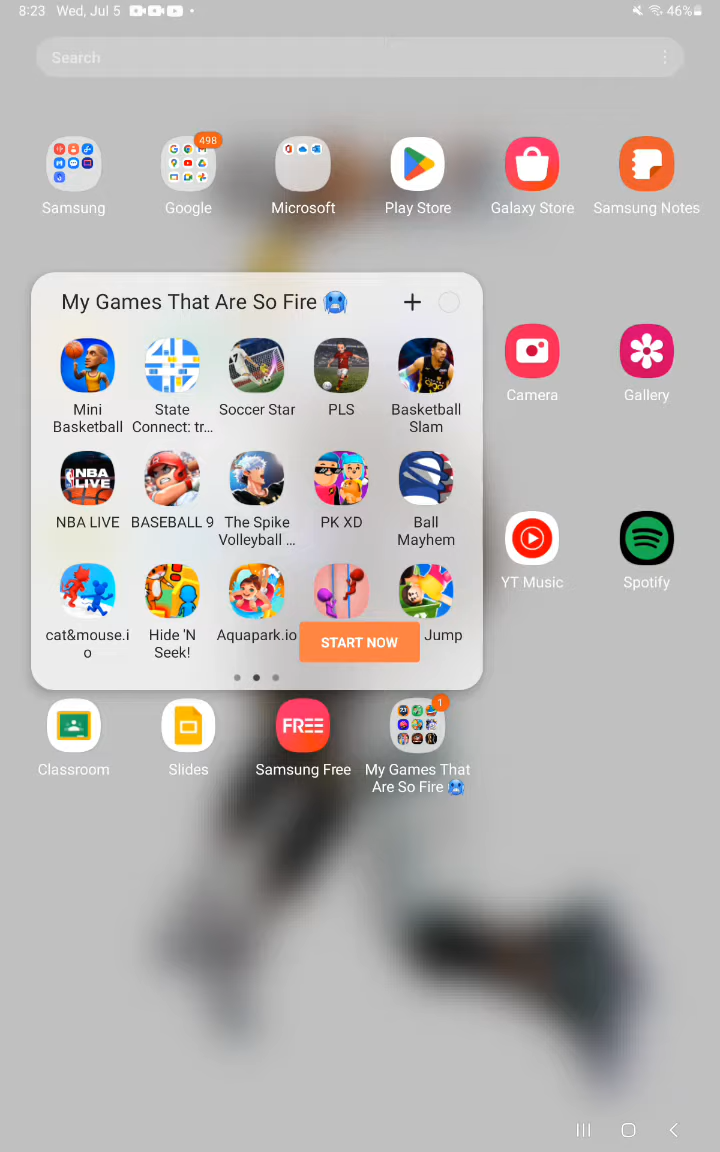 8:23 Wed, Jul 5 46%
Search
498
Samsung Google Microsoft Play Store Galaxy Store Samsung Notes
My Games That Are So Fire 🥶 +
Mini Basketball
State Connect: tr...
Soccer Star
PLS
Basketball Slam
Camera
Gallery
NBA LIVE
NBA LIVE
BASEBALL 9
The Spike Volleyball ...
PK XD
Ball Mayhem
YT Music
Spotify
cat&mouse.i
o
Hide 'N
Seek!
Aquapark.io
START NOW
Jump
FREE
1
Classroom Slides Samsung Free My Games That
Are So Fire 🥶